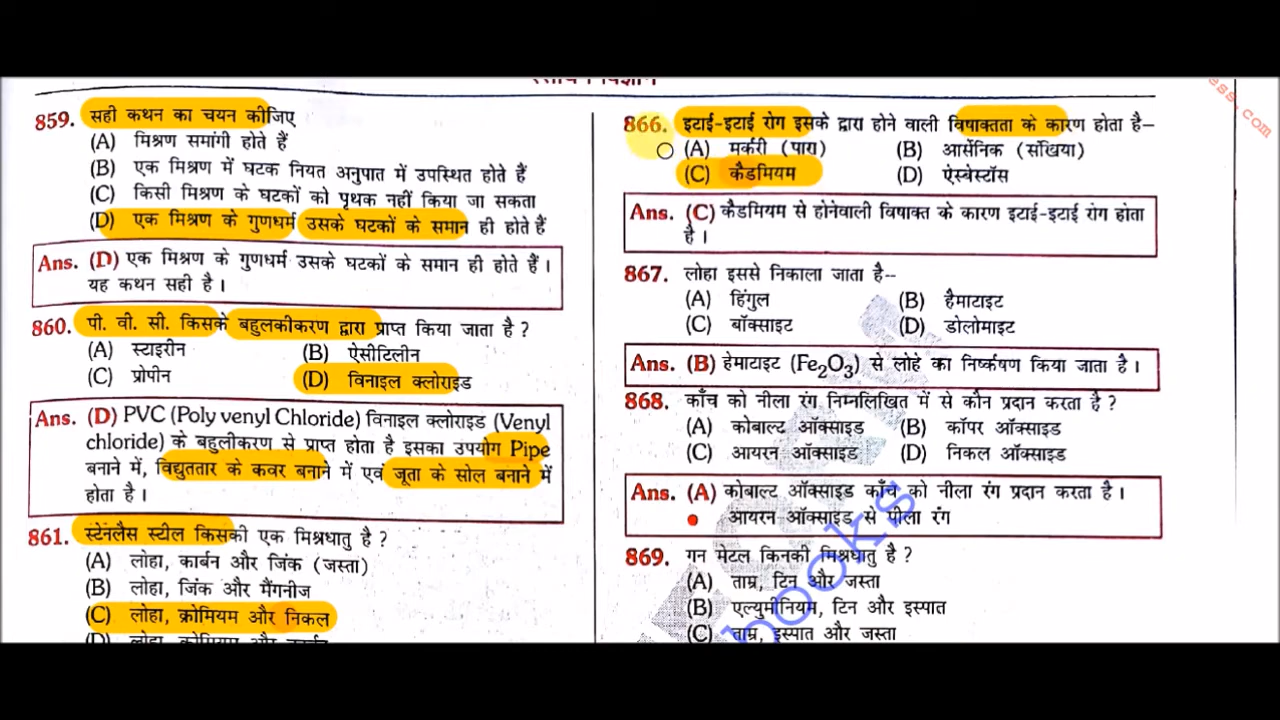 859. सही कथन का चयन कीजिए
(A) मिश्रण समांगी होते हैं
(B) एक मिश्रण में घटक नियत अनुपात में उपस्थित होते हैं
(C) किसी मिश्रण के घटकों को पृथक नहीं किया जा सकता
(D) एक मिश्रण के गुणधर्म उसके घटकों के समान ही होते हैं
Ans. (D) एक मिश्रण के गुणधर्म उसके घटकों के समान ही होते हैं।
यह कथन सही है।
860. पी. वी. सी. किसके बहुलकीकरण द्वारा प्राप्त किया जाता है ?
(A) स्टाइरीन (B) ऐसीटिलीन
(C) प्रोपीन (D) विनाइल क्लोराइड
Ans. (D) PVC (Poly venyl Chloride) विनाइल क्लोराइड (Venyl
chloride) के बहुलीकरण से प्राप्त होता है इसका उपयोग Pipe
बनाने में, विद्युततार के कवर बनाने में एवं जूता के सोल बनाने में
होता है।
861. स्टेनलैस स्टील किसकी एक मिश्रधातु है ?
(A) लोहा, कार्बन और जिंक (जस्ता)
(B) लोहा, जिंक और मैंगनीज
(C) लोहा, क्रोमियम और निकल
866. इटाई-इटाई रोग इसके द्वारा होने वाली विषाक्तता के कारण होता है–
(A) मर्करी (पारा) (B) आर्सेनिक (संखिया)
(C) कैडमियम (D) ऐस्बेस्टॉस
Ans. (C) कैडमियम से होनेवाली विषाक्त के कारण इटाई-इटाई रोग होता
है।
867. लोहा इससे निकाला जाता है–
(A) हिंगुल (B) हैमाटाइट
(C) बॉक्साइट (D) डोलोमाइट
Ans. (B) हेमाटाइट (Fe₂O₃) से लोहे का निर्ष्कषण किया जाता है।
868. काँच को नीला रंग निम्नलिखित में से कौन प्रदान करता है ?
(A) कोबाल्ट ऑक्साइड (B) कॉपर ऑक्साइड
(C) आयरन ऑक्साइड (D) निकल ऑक्साइड
Ans. (A) कोबाल्ट ऑक्साइड काँच को नीला रंग प्रदान करता है।
आयरन ऑक्साइड से पीला रंग
869. गन मेटल किनकी मिश्रधातु है ?
(A) ताम्र, टिन और जस्ता
(B) एल्युमीनियम, टिन और इस्पात
(C) ताम्र, इस्पात और जस्ता
books
ess.com